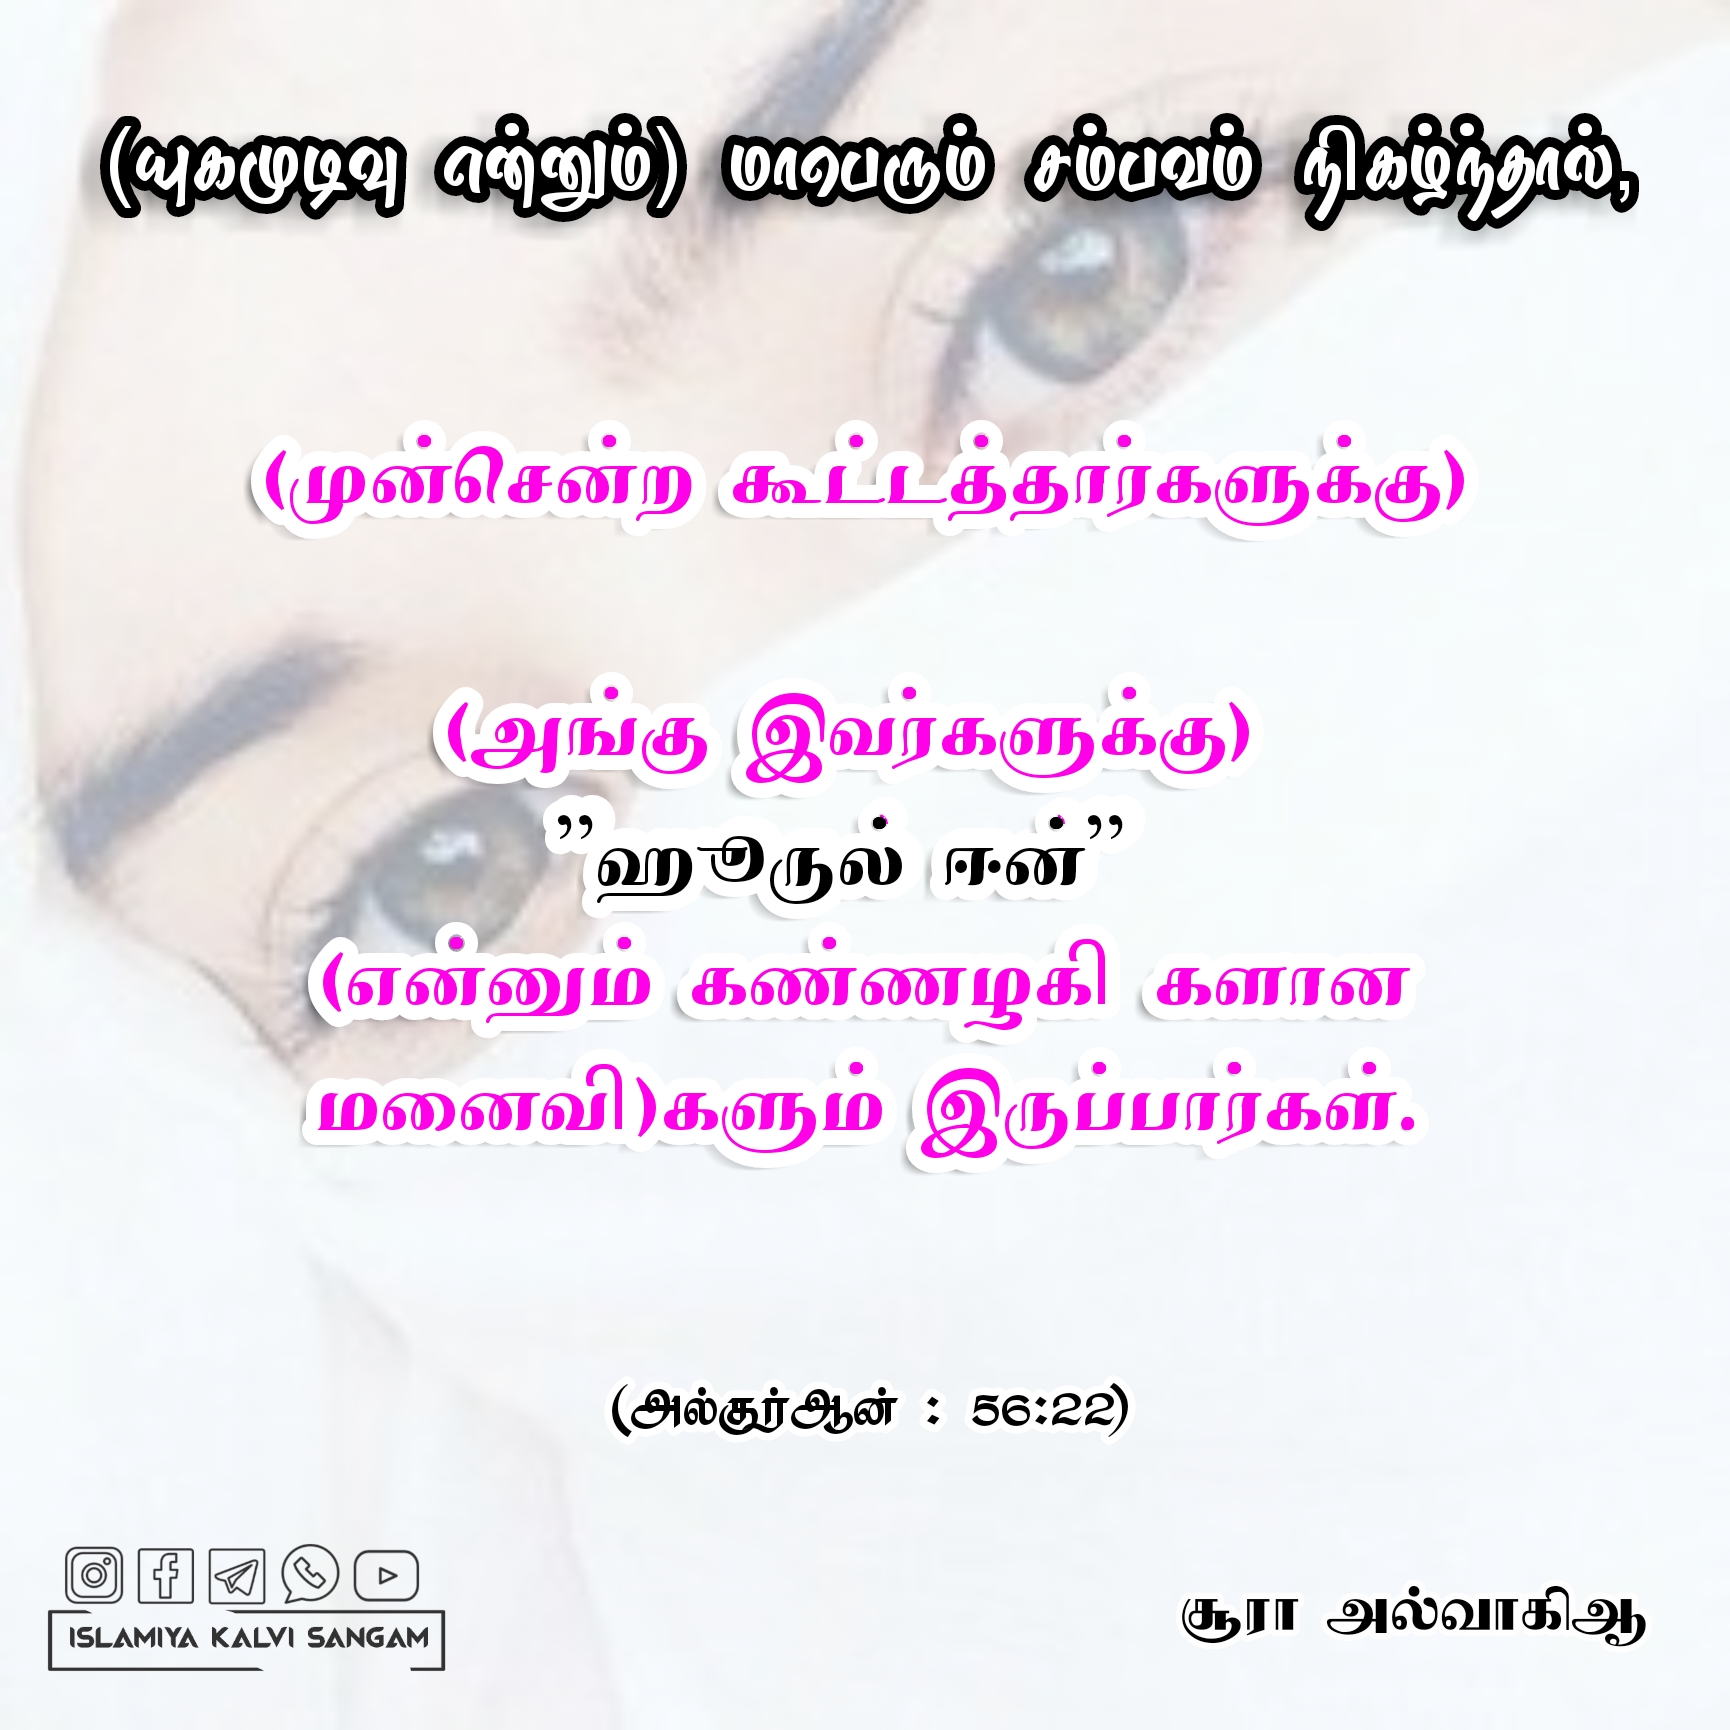 (யுகமுடிவு என்னும்) மாபெரும் சம்பவம் நிகழ்ந்தால்,
(முன்சென்ற கூட்டத்தார்களுக்கு)
(அங்கு இவர்களுக்கு)
”ஹூருல் ஈன்”
(என்னும் கண்ணழகி களான
மனைவி)களும் இருப்பார்கள்.
(அல்குர்ஆன் : 56:22)
சூரா அல்வாகிஆ
ISLAMIYA KALVI SANGAM